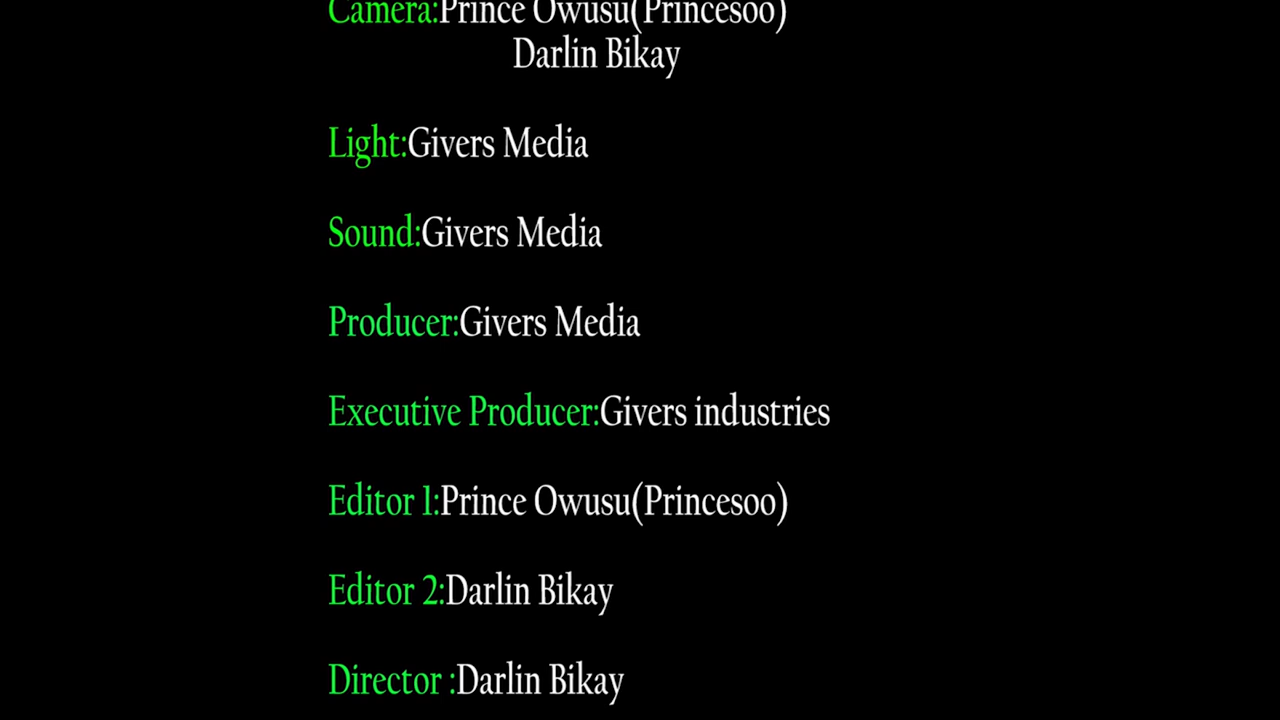 Camera:Prince Owusu(Princesoo)
Darlin Bikay
Light:Givers Media
Sound:Givers Media
Producer:Givers Media
Executive Producer:Givers industries
Editor 1:Prince Owusu(Princesoo)
Editor 2:Darlin Bikay
Director :Darlin Bikay